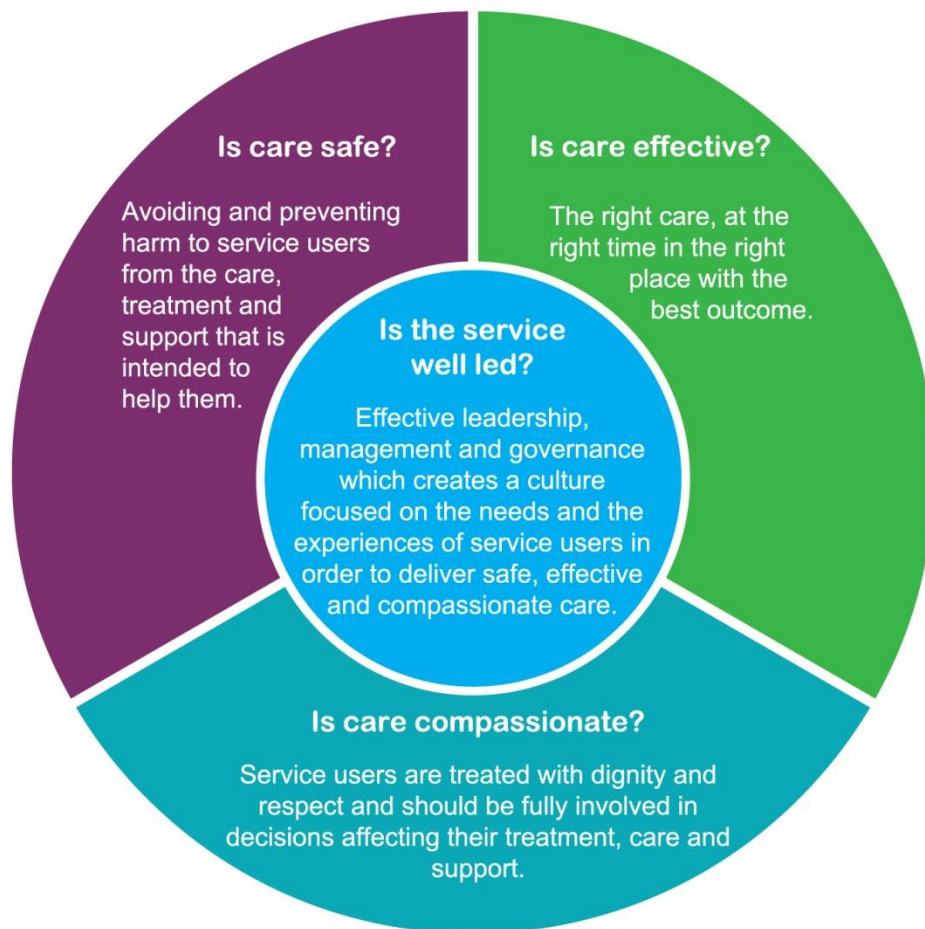 Is care safe?
Avoiding and preventing
harm to service users
from the care,
treatment and
support that is
intended to
help them.
Is care effective?
The right care, at the
right time in the right
place with the
best outcome.
Is the service
well led?
Effective leadership,
management and governance
which creates a culture
focused on the needs and the
experiences of service users in
order to deliver safe, effective
and compassionate care.
Is care compassionate?
Service users are treated with dignity and
respect and should be fully involved in
decisions affecting their treatment, care and
support.